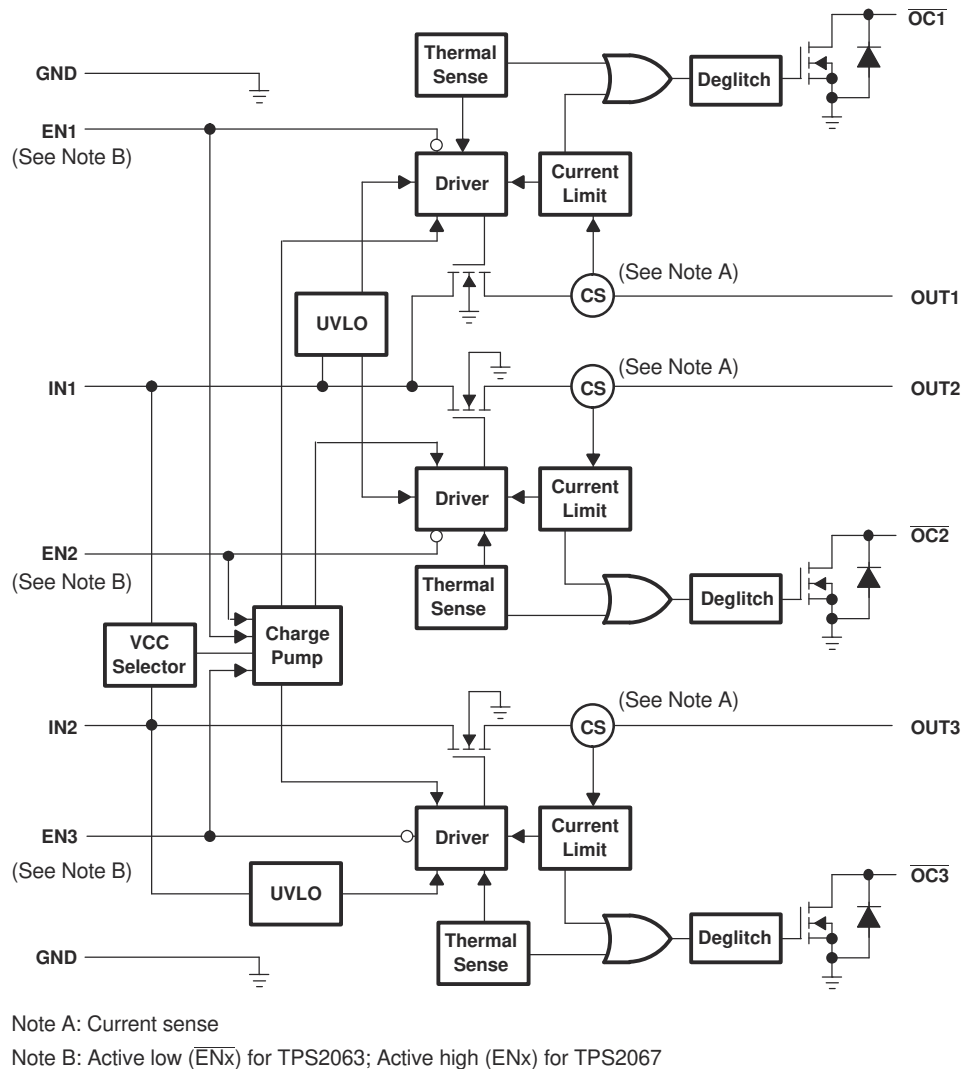 OC1
Thermal
Sense
GND
Deglitch
EN1
(See Note B)
Driver
Current
Limit
(See Note A)
CS
OUT1
UVLO
(See Note A)
IN1
CS
OUT2
Driver
Current
Limit
EN2
(See Note B)
OC2
Thermal
Sense
Deglitch
VCC
Selector
Charge
Pump
(See Note A)
IN2
CS
OUT3
EN3
(See Note B)
Driver
Current
Limit
UVLO
OC3
Thermal
Sense
Deglitch
GND
Note A: Current sense
Note B: Active low (ENx) for TPS2063; Active high (ENx) for TPS2067